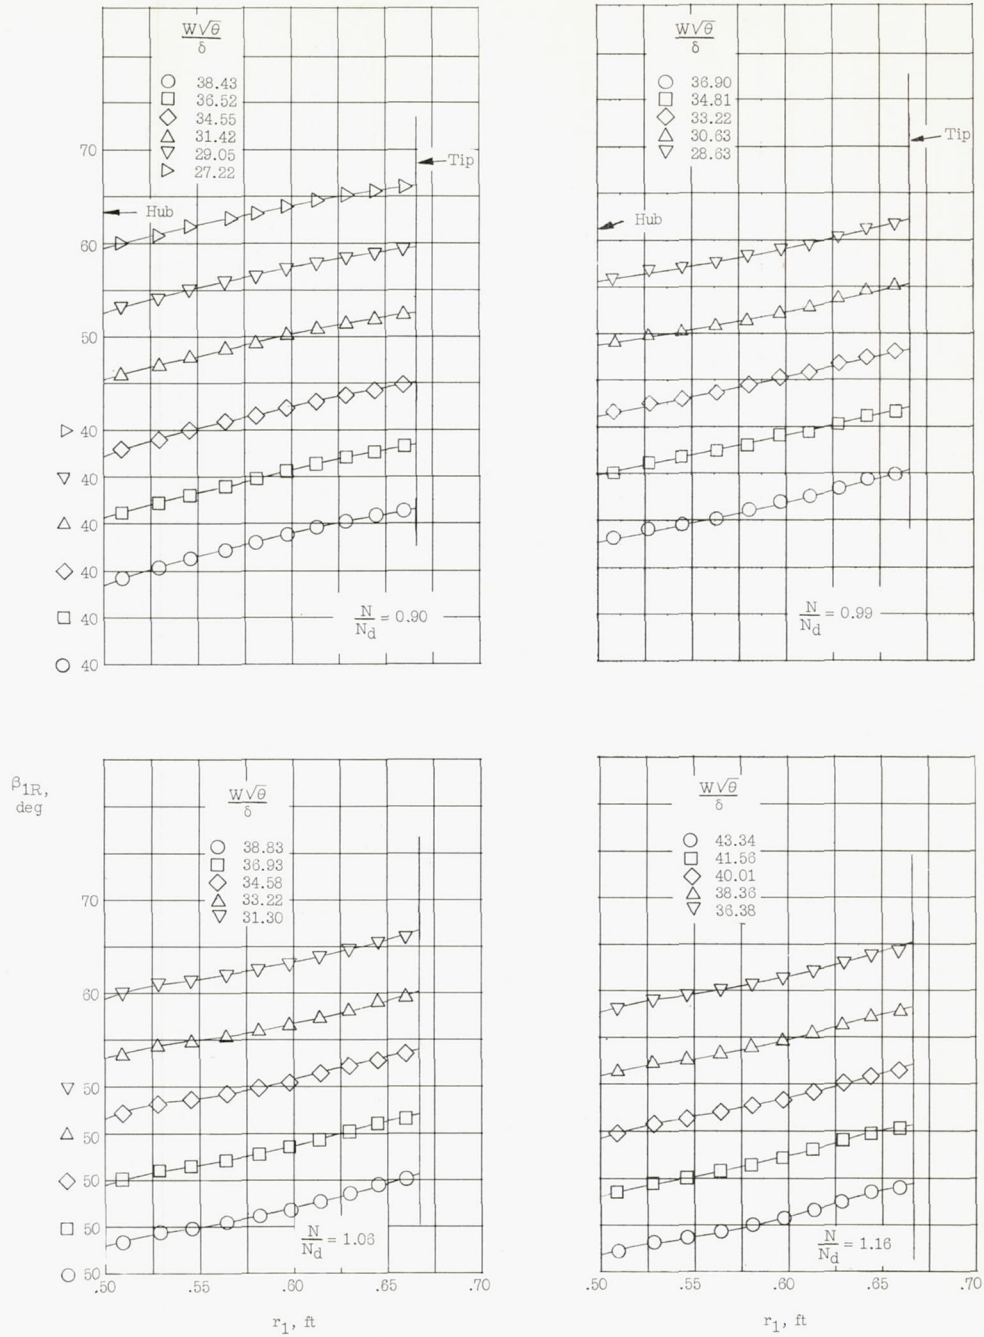 W√θ
δ
○ 38.43
□ 36.52
◇ 34.55
△ 31.42
▽ 29.05
▷ 27.22
70
Tip
Hub
60
50
▷ 40
▽ 40
△ 40
◇ 40
□ 40
○ 40
N/N_d = 0.90
W√θ
δ
○ 36.90
□ 34.81
◇ 33.22
△ 30.63
▽ 28.63
Tip
Hub
N/N_d = 0.99
β1R,
deg
W√θ
δ
○ 38.83
□ 36.93
◇ 34.58
△ 33.22
▽ 31.30
70
60
▽ 50
△ 50
◇ 50
□ 50
○ 50
N/N_d = 1.06
.50 .55 .60 .65 .70
r1, ft
W√θ
δ
○ 43.34
□ 41.56
◇ 40.01
△ 38.36
▽ 36.38
N/N_d = 1.16
.50 .55 .60 .65 .70
r1, ft